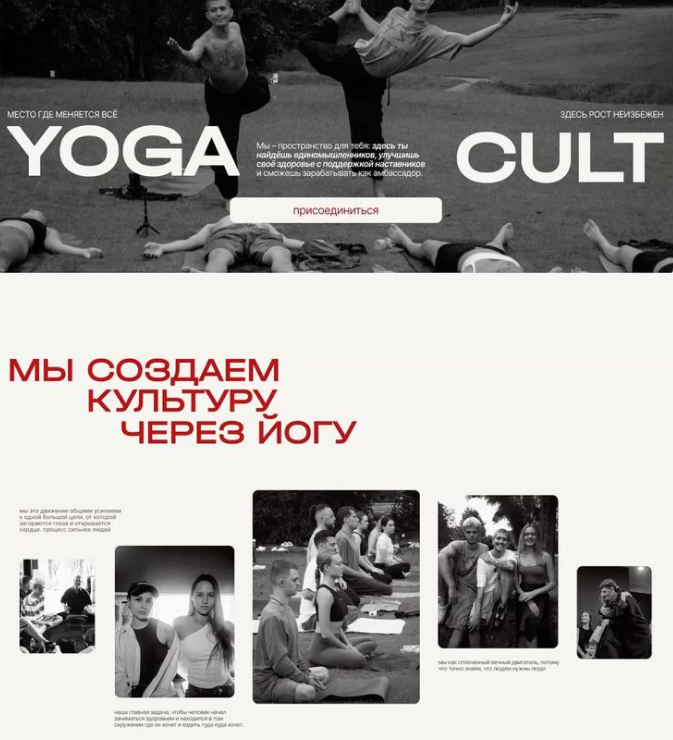 МЕСТО ГДЕ МЕНЯЕТСЯ ВСЁ
ЗДЕСЬ РОСТ НЕИЗБЕЖЕН
YOGA
CULT
Мы – пространство для тебя: здесь ты
найдёшь единомышленников, улучшишь
своё здоровье с поддержкой наставников
и сможешь зарабатывать как амбассадор.
присоединиться
МЫ СОЗДАЕМ
КУЛЬТУРУ
ЧЕРЕЗ ЙОГУ
мы это движение общими усилиями
к одной большой цели, от которой
загораются глаза и открывается
сердце. процесс сильнее людей
мы как сплоченный вечный двигатель, потому
что точно знаем, что людям нужны люди
наша главная задача, чтобы человек начал
заниматься здоровьем и находился в том
окружении где он хочет и ездить туда куда хочет.